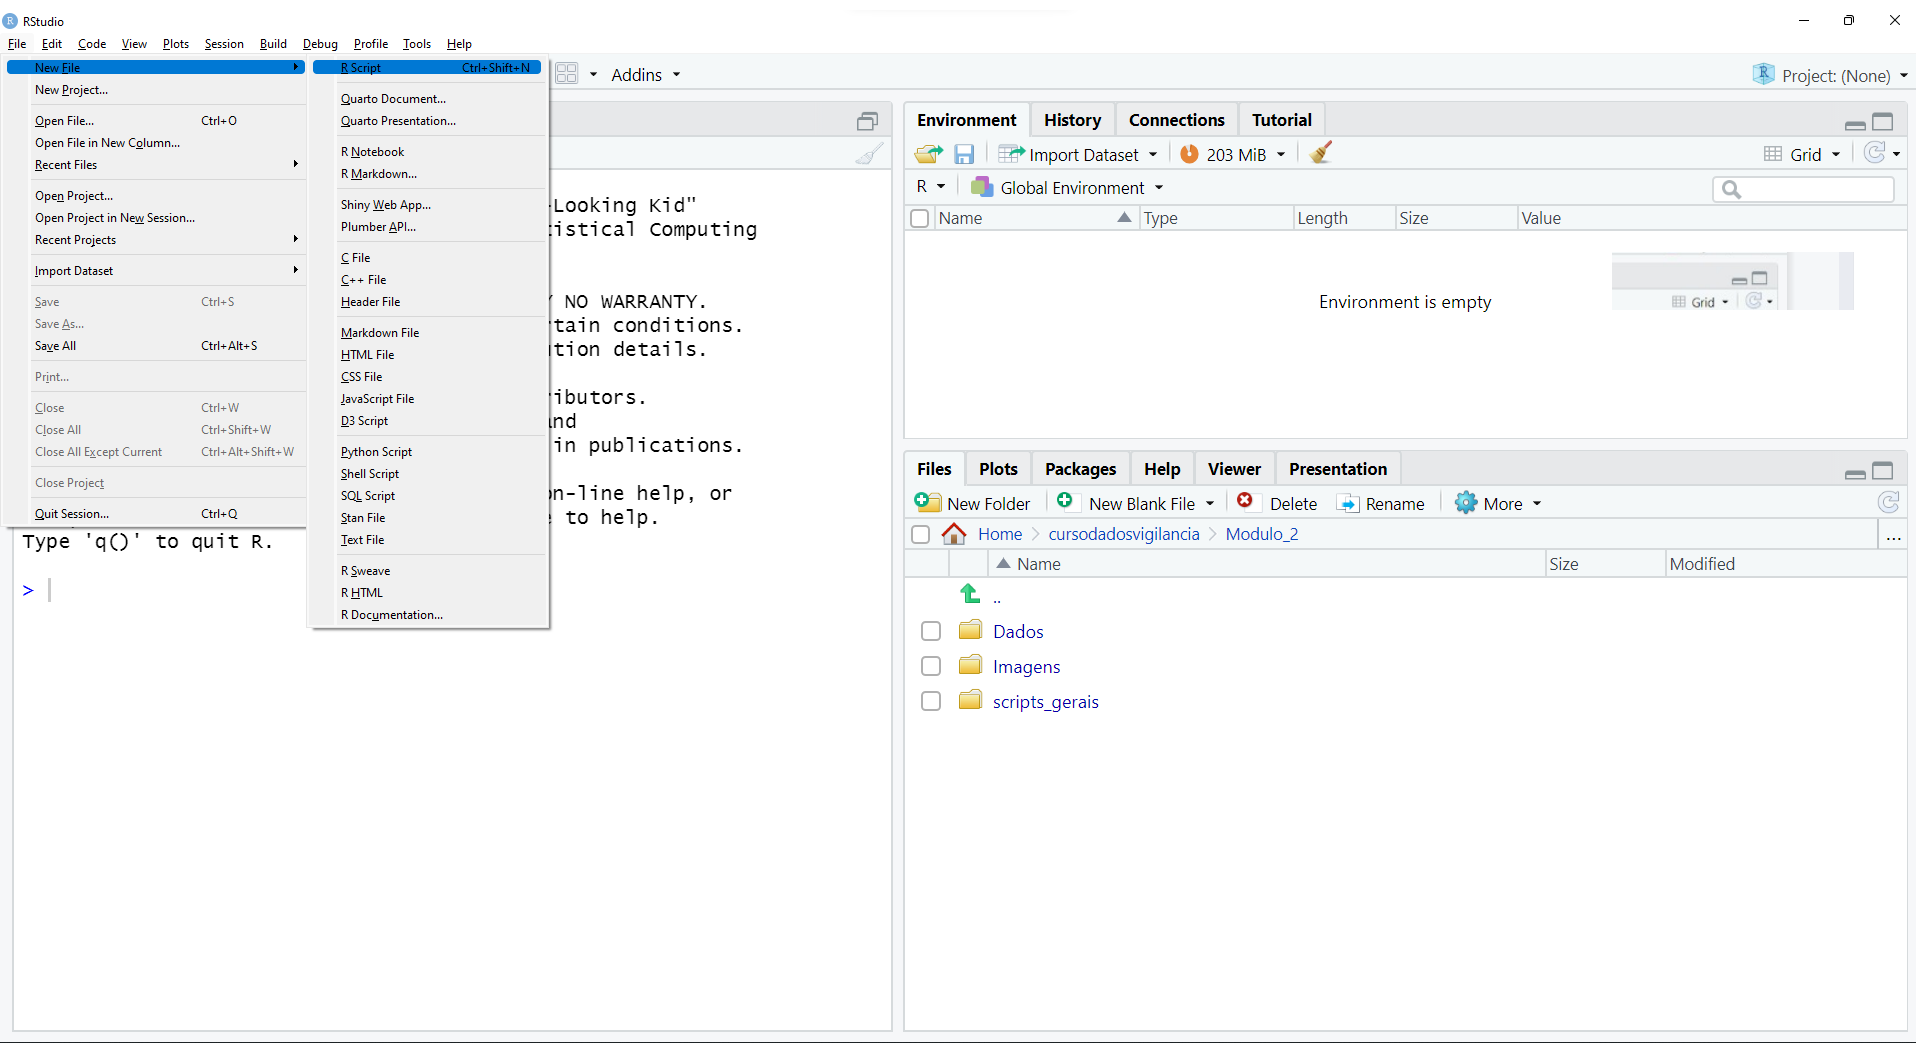 RStudio
File Edit Code View Plots Session Build Debug Profile Tools Help
New File
New Project...
Open File... Ctrl+O
Open File in New Column...
Recent Files
Open Project...
Open Project in New Session...
Recent Projects
Import Dataset
Save Ctrl+S
Save As...
Save All Ctrl+Alt+S
Print...
Close Ctrl+W
Close All Ctrl+Shift+W
Close All Except Current Ctrl+Alt+Shift+W
Close Project
Quit Session... Ctrl+Q
R Script Ctrl+Shift+N
Quarto Document...
Quarto Presentation...
R Notebook
R Markdown...
Shiny Web App...
Plumber API...
C File
C++ File
Header File
Markdown File
HTML File
CSS File
JavaScript File
D3 Script
Python Script
Shell Script
SQL Script
Stan File
Text File
R Sweave
R HTML
R Documentation...
Addins
Project: (None)
-Looking Kid"
istical Computing
NO WARRANTY.
tain conditions.
tion details.
ibutors.
nd
in publications.
n-line help, or
to help.
Type 'q()' to quit R.
>
Environment History Connections Tutorial
Import Dataset 203 MiB Grid
R Global Environment
Name Type Length Size Value
Environment is empty
Grid
Files Plots Packages Help Viewer Presentation
New Folder New Blank File Delete Rename More
Home cursodadosvigilancia Modulo_2 ...
Name Size Modified
..
Dados
Imagens
scripts_gerais